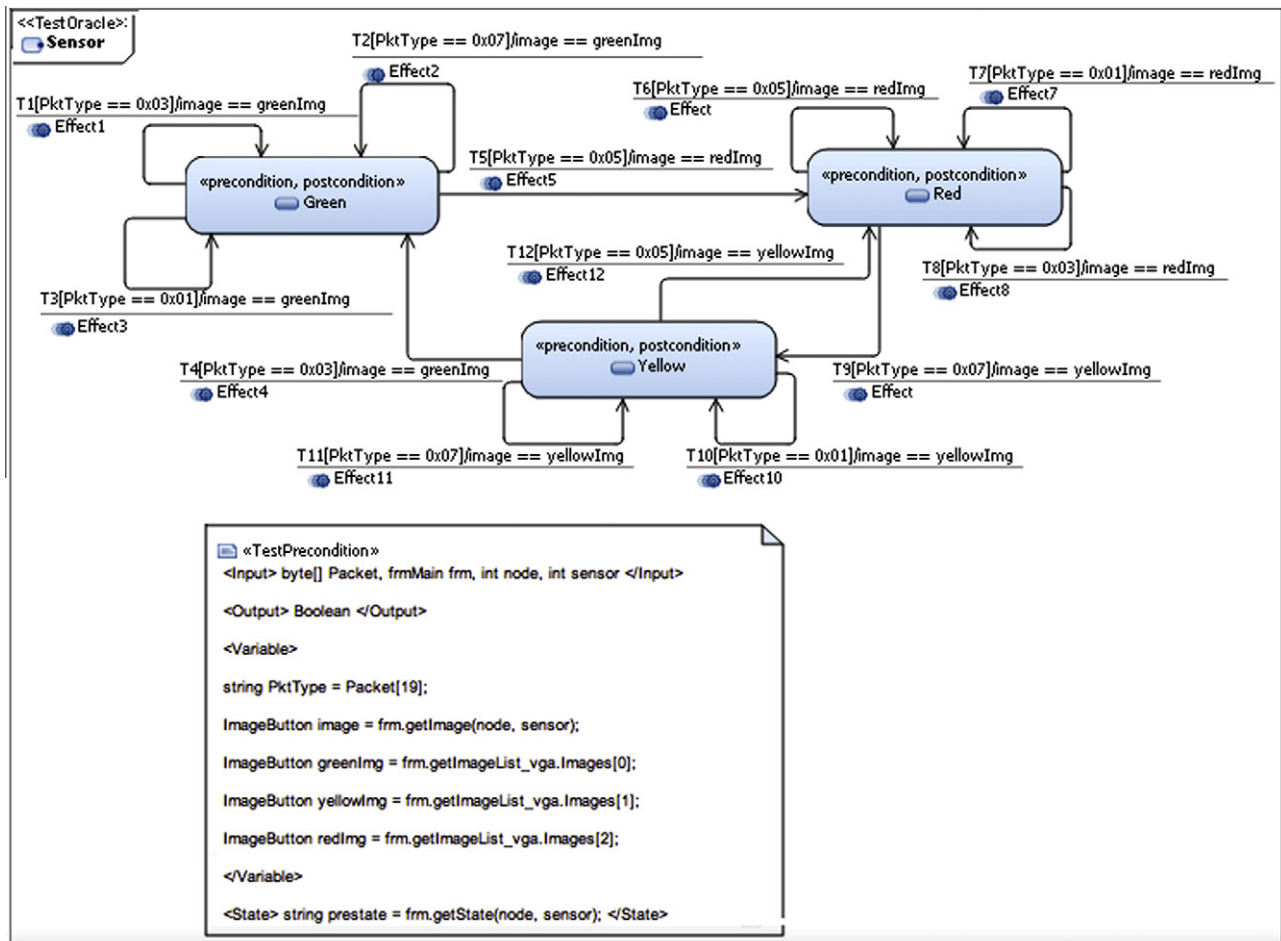 <<TestOracle>:
Sensor
T2[PktType == 0x07]/image == greenImg
Effect2
T1[PktType == 0x03]/image == greenImg
Effect1
T6[PktType == 0x05]/image == redImg
Effect
T7[PktType == 0x01]/image == redImg
Effect7
T5[PktType == 0x05]/image == redImg
Effect5
«precondition, postcondition»
Green
«precondition, postcondition»
Red
T12[PktType == 0x05]/image == yellowImg
Effect12
T8[PktType == 0x03]/image == redImg
Effect8
T3[PktType == 0x01]/image == greenImg
Effect3
«precondition, postcondition»
Yellow
T4[PktType == 0x03]/image == greenImg
Effect4
T9[PktType == 0x07]/image == yellowImg
Effect
T11[PktType == 0x07]/image == yellowImg
Effect11
T10[PktType == 0x01]/image == yellowImg
Effect10
«TestPrecondition»
<Input> byte[] Packet, frmMain frm, int node, int sensor </Input>
<Output> Boolean </Output>
<Variable>
string PktType = Packet[19];
ImageButton image = frm.getImage(node, sensor);
ImageButton greenImg = frm.getImageList_vga.Images[0];
ImageButton yellowImg = frm.getImageList_vga.Images[1];
ImageButton redImg = frm.getImageList_vga.Images[2];
</Variable>
<State> string prestate = frm.getState(node, sensor); </State>